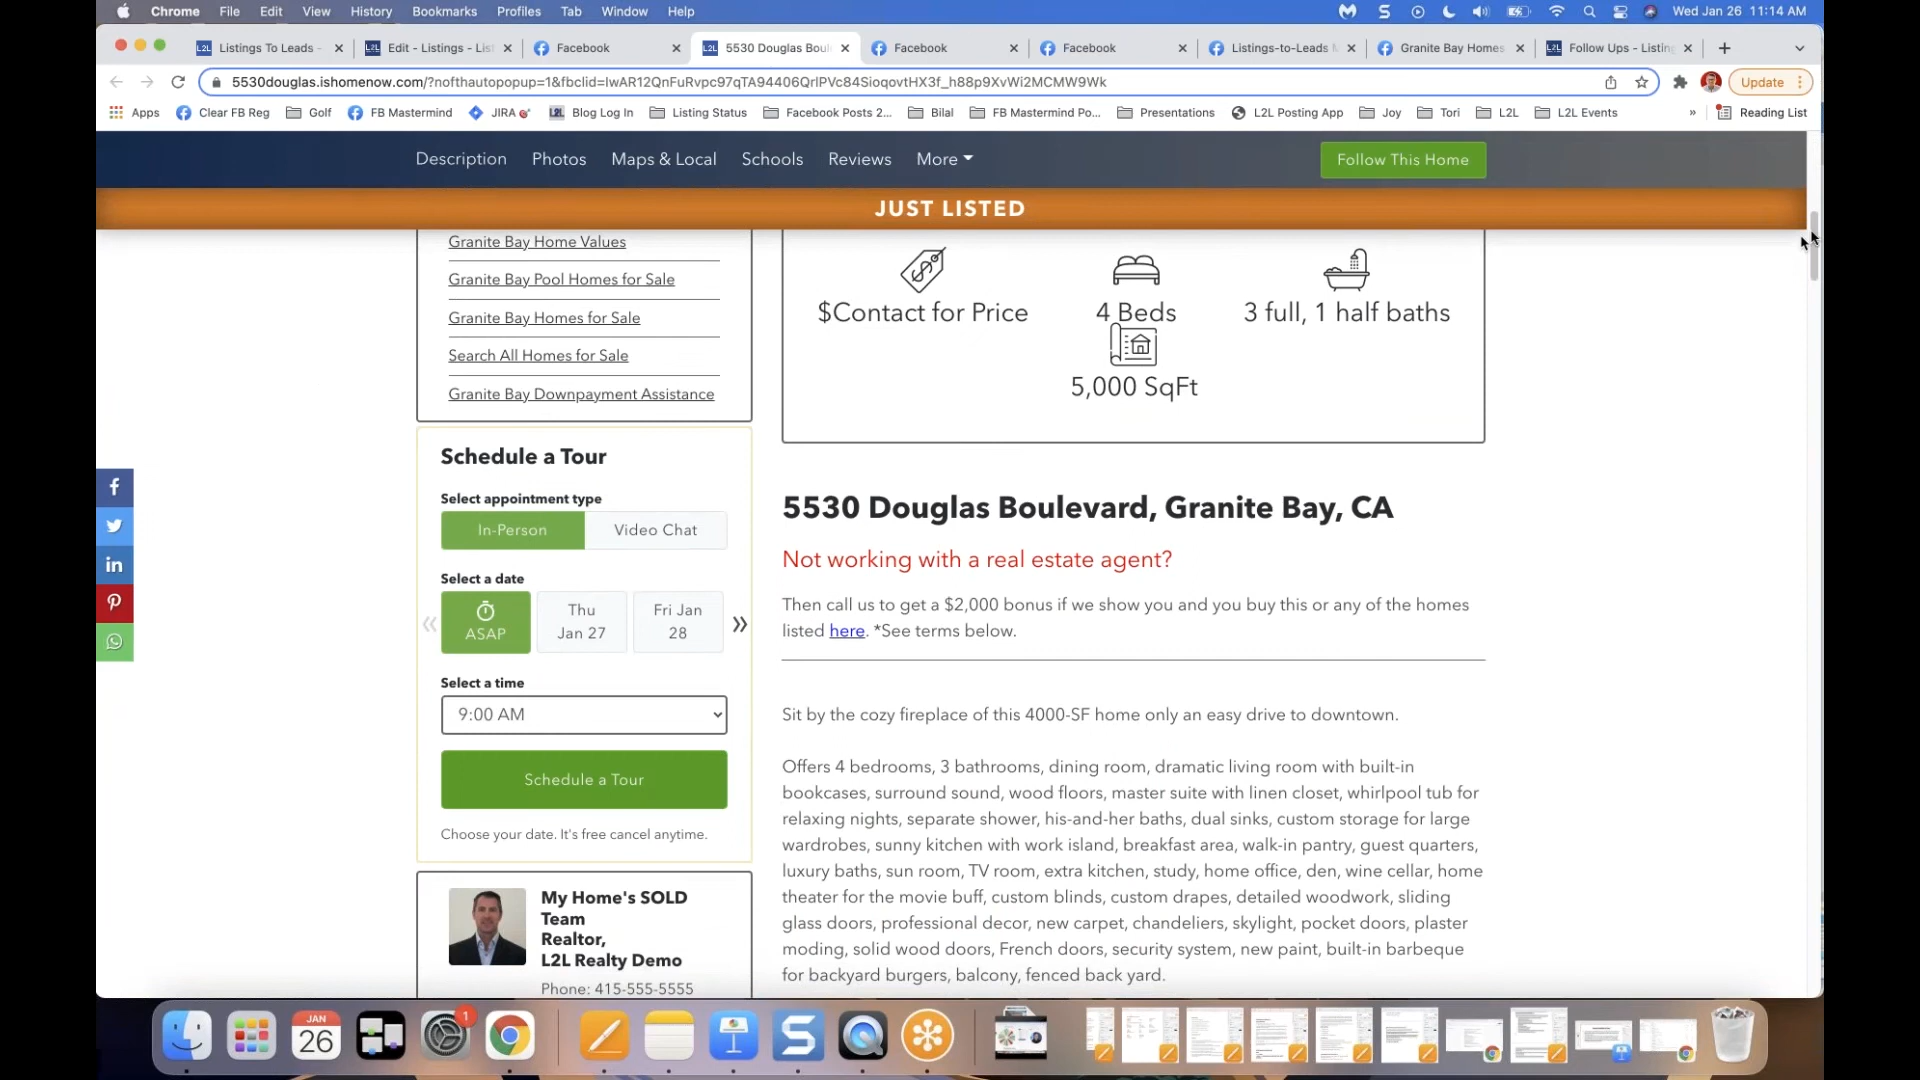 Chrome File Edit View History Bookmarks Profiles Tab Window Help Wed Jan 26 11:14 AM
Listings To Leads - Edit - Listings - Lis Facebook 5530 Douglas Boul Facebook Facebook Listings-to-Leads Granite Bay Homes Follow Ups - Listin
5530douglas.ishomenow.com/?nofthautopopup=1&fbclid=IwAR12QnFuRvpc97qTA94406QrlPVc84SioqovtHX3f_h88p9XvWi2MCMW9Wk Update
Apps Clear FB Reg Golf FB Mastermind JIRA Blog Log In Listing Status Facebook Posts 2... Bilal FB Mastermind Po... Presentations L2L Posting App Joy Tori L2L L2L Events » Reading List
Description Photos Maps & Local Schools Reviews More Follow This Home
JUST LISTED
Granite Bay Home Values
Granite Bay Pool Homes for Sale
Granite Bay Homes for Sale
Search All Homes for Sale
Granite Bay Downpayment Assistance
$Contact for Price 4 Beds 3 full, 1 half baths
5,000 SqFt
Schedule a Tour
Select appointment type
In-Person Video Chat
Select a date
ASAP
Thu
Jan 27
Fri Jan
28
Select a time
9:00 AM
Schedule a Tour
Choose your date. It's free cancel anytime.
My Home's SOLD
Team
Realtor,
L2L Realty Demo
Phone: 415-555-5555
5530 Douglas Boulevard, Granite Bay, CA
Not working with a real estate agent?
Then call us to get a $2,000 bonus if we show you and you buy this or any of the homes
listed here. *See terms below.
Sit by the cozy fireplace of this 4000-SF home only an easy drive to downtown.
Offers 4 bedrooms, 3 bathrooms, dining room, dramatic living room with built-in
bookcases, surround sound, wood floors, master suite with linen closet, whirlpool tub for
relaxing nights, separate shower, his-and-her baths, dual sinks, custom storage for large
wardrobes, sunny kitchen with work island, breakfast area, walk-in pantry, guest quarters,
luxury baths, sun room, TV room, extra kitchen, study, home office, den, wine cellar, home
theater for the movie buff, custom blinds, custom drapes, detailed woodwork, sliding
glass doors, professional decor, new carpet, chandeliers, skylight, pocket doors, plaster
moding, solid wood doors, French doors, security system, new paint, built-in barbeque
for backyard burgers, balcony, fenced back yard.
JAN
26
1